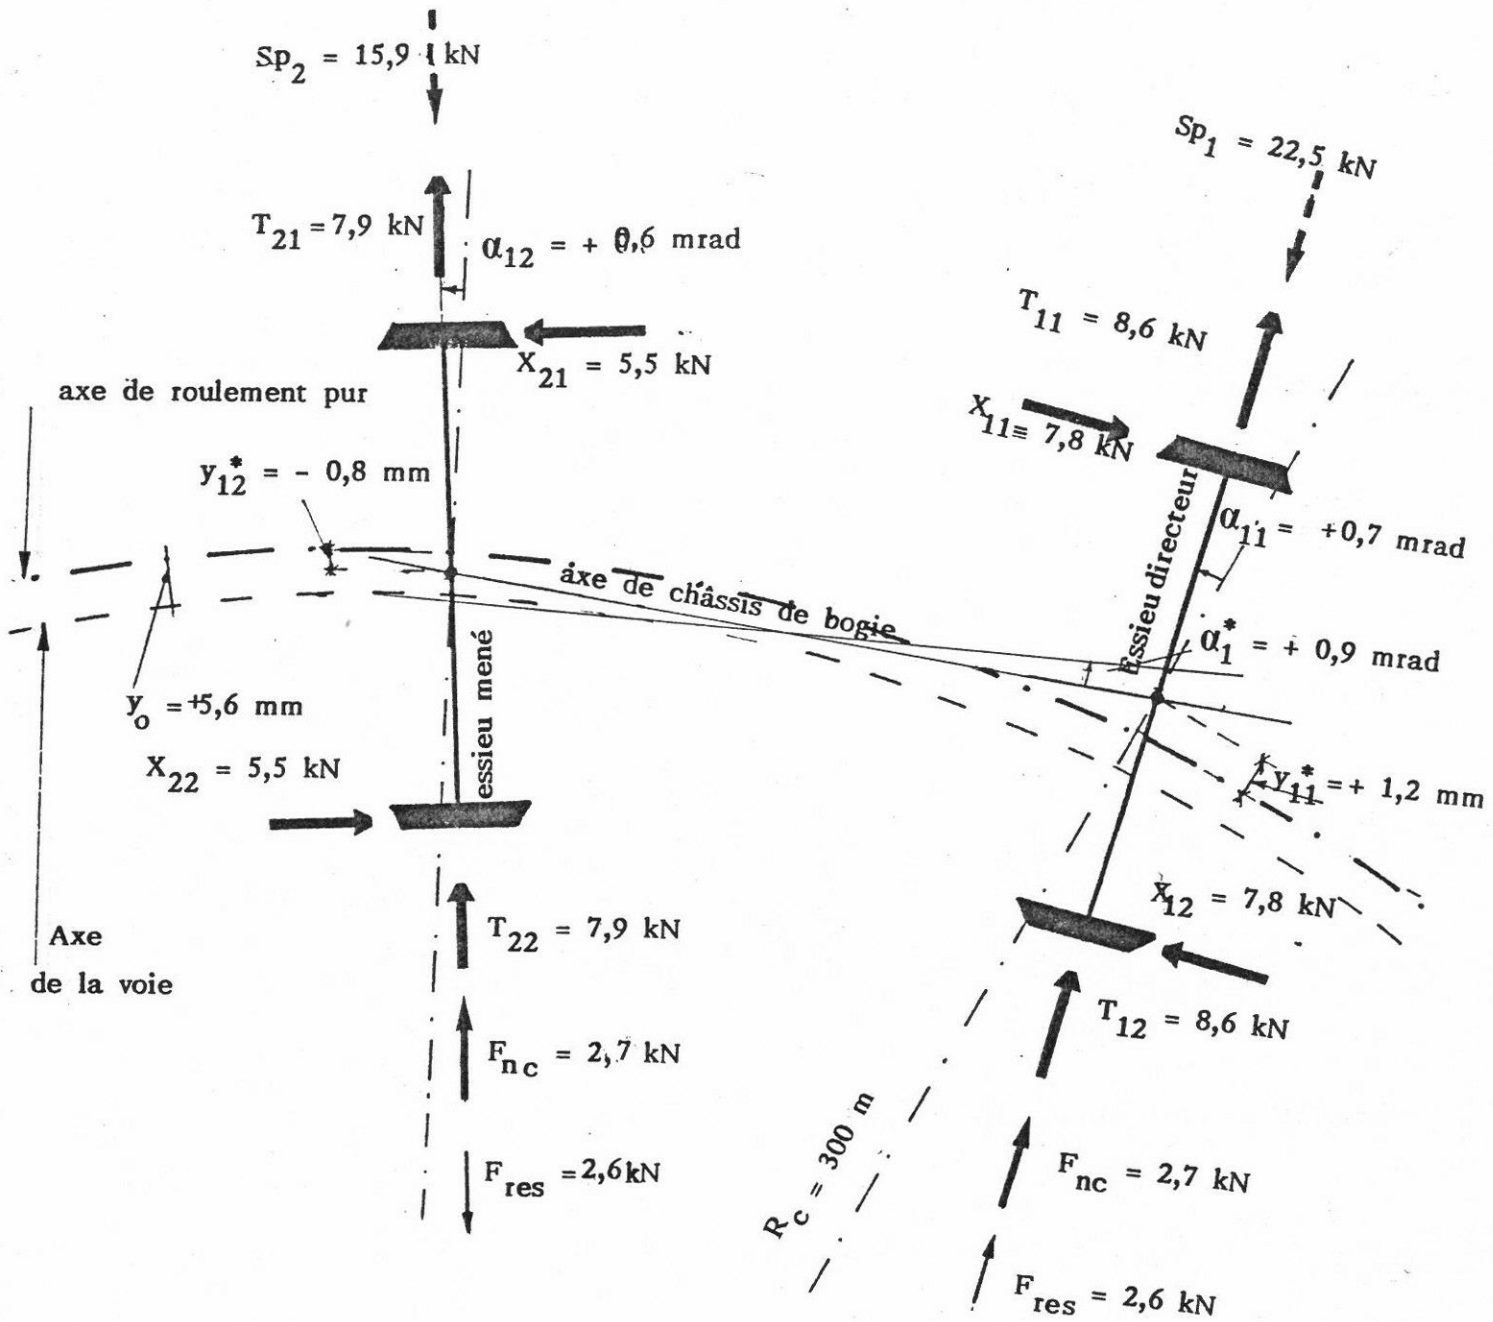 Sp2 = 15,9 kN
T21 = 7,9 kN
α12 = + 0,6 mrad
X21 = 5,5 kN
axe de roulement pur
y12* = - 0,8 mm
axe de châssis de bogie
essieu mené
yo = +5,6 mm
X22 = 5,5 kN
Axe
de la voie
T22 = 7,9 kN
Fnc = 2,7 kN
Fres = 2,6 kN
Sp1 = 22,5 kN
T11 = 8,6 kN
X11 = 7,8 kN
Essieu directeur
α11 = +0,7 mrad
α1* = + 0,9 mrad
y11* = + 1,2 mm
X12 = 7,8 kN
T12 = 8,6 kN
Rc = 300 m
Fnc = 2,7 kN
Fres = 2,6 kN